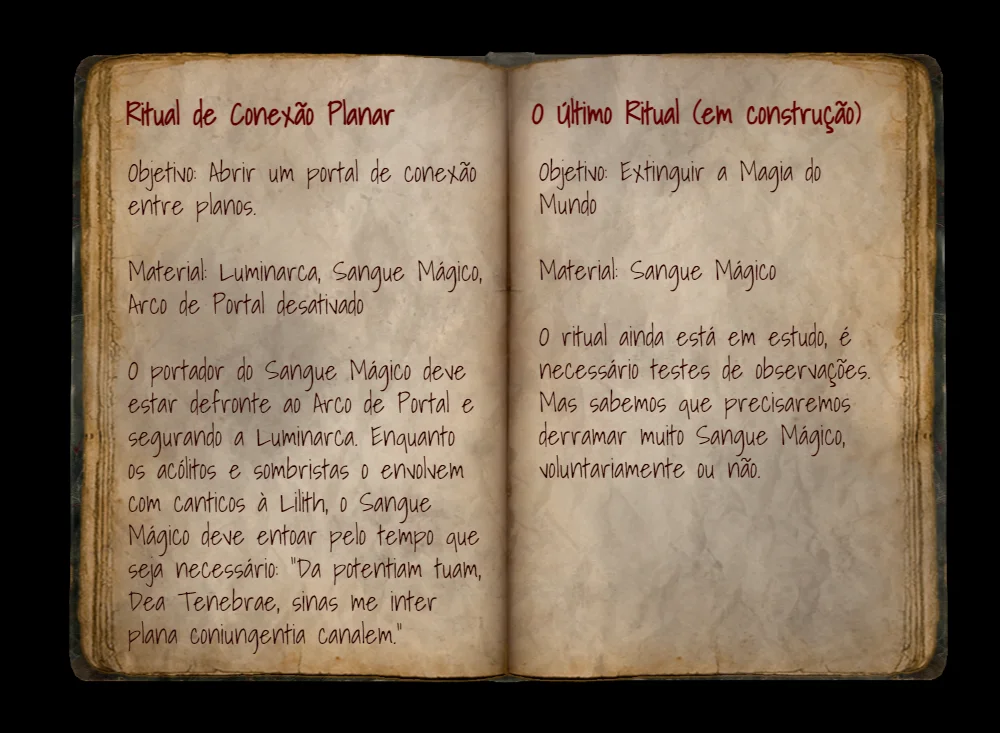 Ritual de Conexão Planar
Objetivo: Abrir um portal de conexão
entre planos.
Material: Luminarca, Sangue Mágico,
Arco de Portal desativado
O portador do Sangue Mágico deve
estar defronte ao Arco de Portal e
segurando a Luminarca. Enquanto
os acólitos e sombristas o envolvem
com canticos à Lilith, o Sangue
Mágico deve entoar pelo tempo que
seja necessário: "Da potentiam tuam,
Dea Tenebrae, sinas me inter
plana coniungentia canalem."
O Último Ritual (em construção)
Objetivo: Extinguir a Magia do
Mundo
Material: Sangue Mágico
O ritual ainda está em estudo, é
necessário testes de observações.
Mas sabemos que precisaremos
derramar muito Sangue Mágico,
voluntariamente ou não.